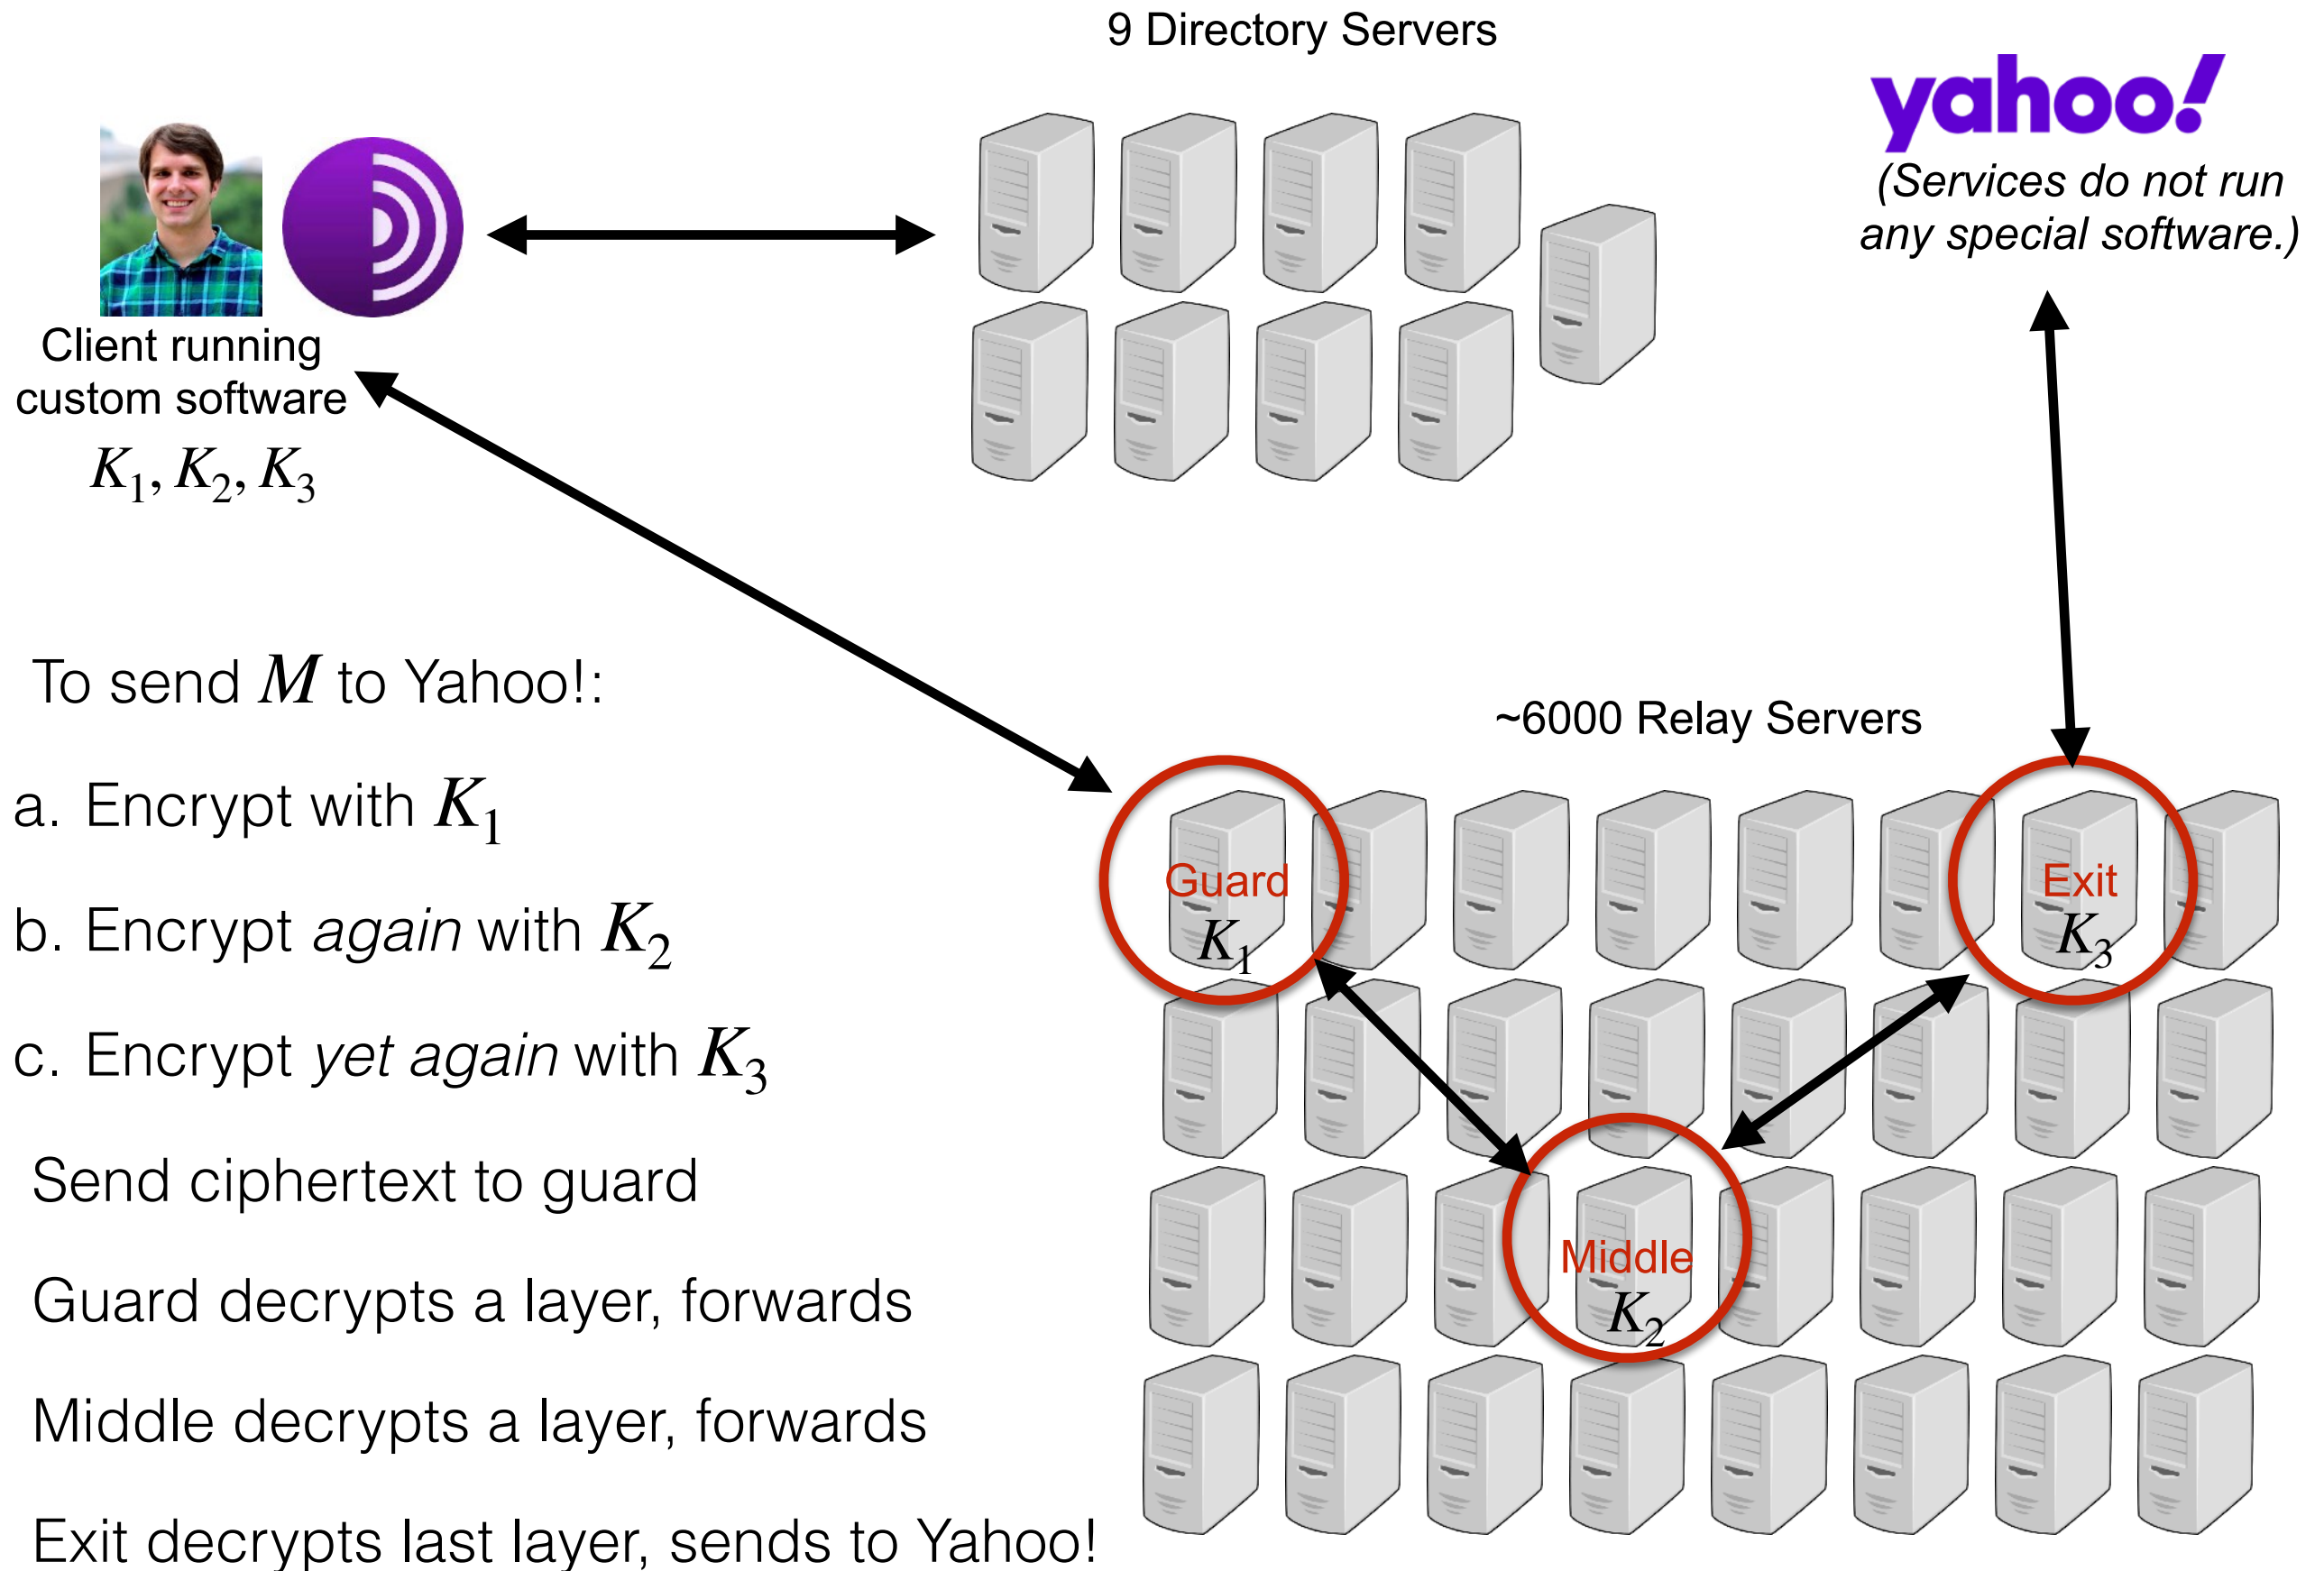 9 Directory Servers
yahoo!
(Services do not run
any special software.)
Client running
custom software
K₁, K₂, K₃
To send M to Yahoo!:
a. Encrypt with K₁
b. Encrypt again with K₂
c. Encrypt yet again with K₃
Send ciphertext to guard
Guard decrypts a layer, forwards
Middle decrypts a layer, forwards
Exit decrypts last layer, sends to Yahoo!
~6000 Relay Servers
Guard
K₁
Exit
K₃
Middle
K₂